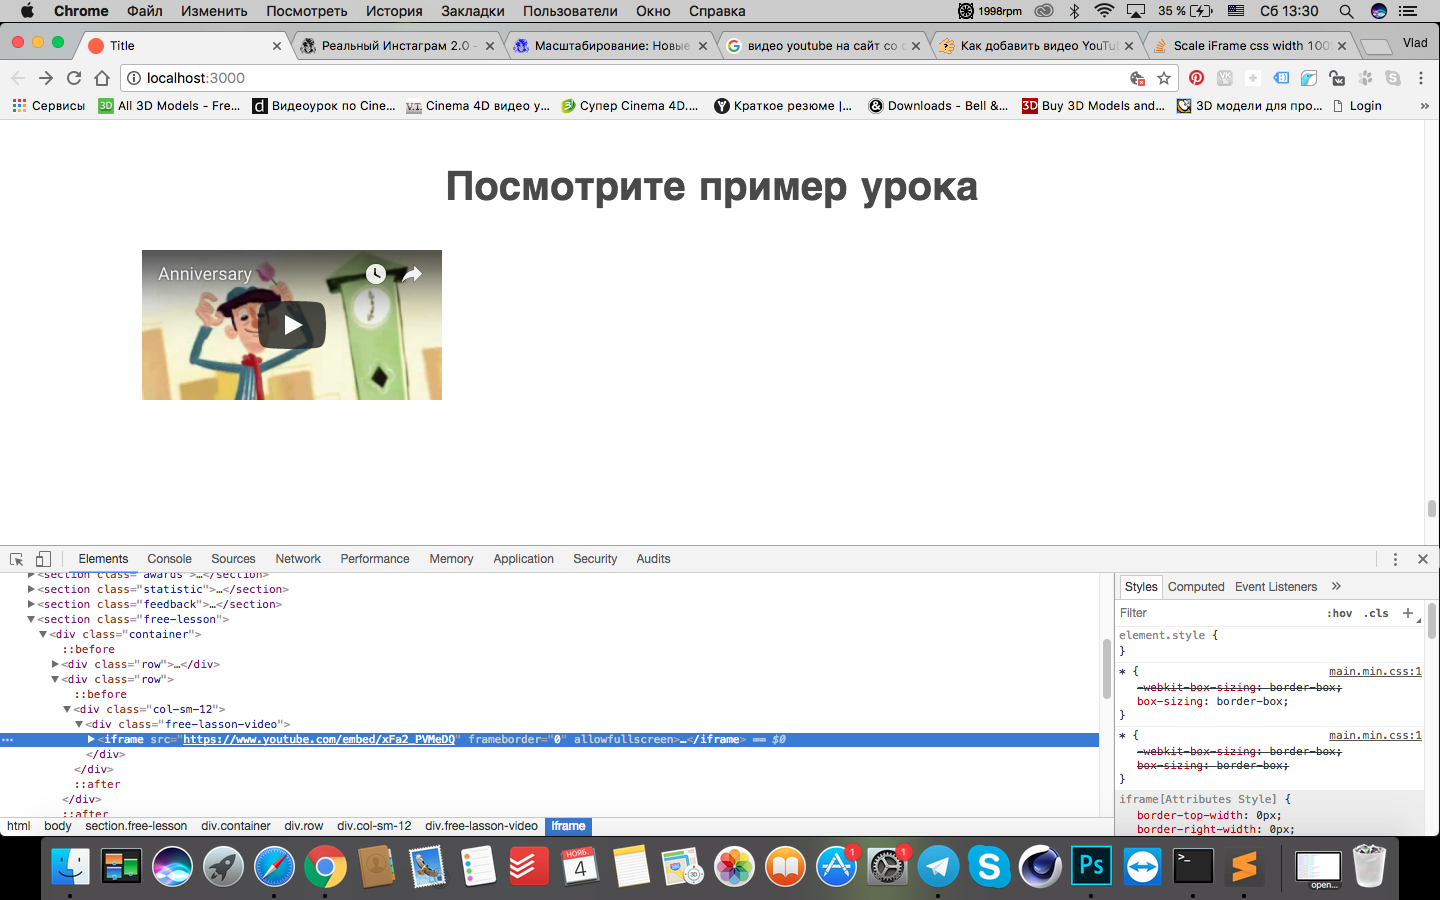 Chrome Файл Изменить Посмотреть История Закладки Пользователи Окно Справка 1998rpm 35 % Сб 13:30
Title Реальный Инстаграм 2.0 - Масштабирование: Новые видео youtube на сайт со Как добавить видео YouTu Scale iFrame css width 100 Vlad
localhost:3000
Сервисы All 3D Models - Fre... Видеоурок по Cine... Cinema 4D видео у... Супер Cinema 4D.... Краткое резюме |... Downloads - Bell &... Buy 3D Models and... 3D модели для про... Login »
Посмотрите пример урока
Anniversary
Elements Console Sources Network Performance Memory Application Security Audits
<section class="awards">…</section>
<section class="statistic">…</section>
<section class="feedback">…</section>
<section class="free-lesson">
<div class="container">
::before
<div class="row">…</div>
<div class="row">
::before
<div class="col-sm-12">
<div class="free-lasson-video">
<iframe src="https://www.youtube.com/embed/xFa2_PVMeDQ" frameborder="0" allowfullscreen>…</iframe> == $0
</div>
</div>
::after
</div>
::after
html body section.free-lesson div.container div.row div.col-sm-12 div.free-lasson-video iframe
Styles Computed Event Listeners »
Filter :hov .cls +
element.style {
}
* { main.min.css:1
-webkit-box-sizing: border-box;
box-sizing: border-box;
}
* { main.min.css:1
-webkit-box-sizing: border-box;
box-sizing: border-box;
}
iframe[Attributes Style] {
border-top-width: 0px;
border-right-width: 0px;
НОЯБ.
4
3D
1
1
Ps
>_
open...